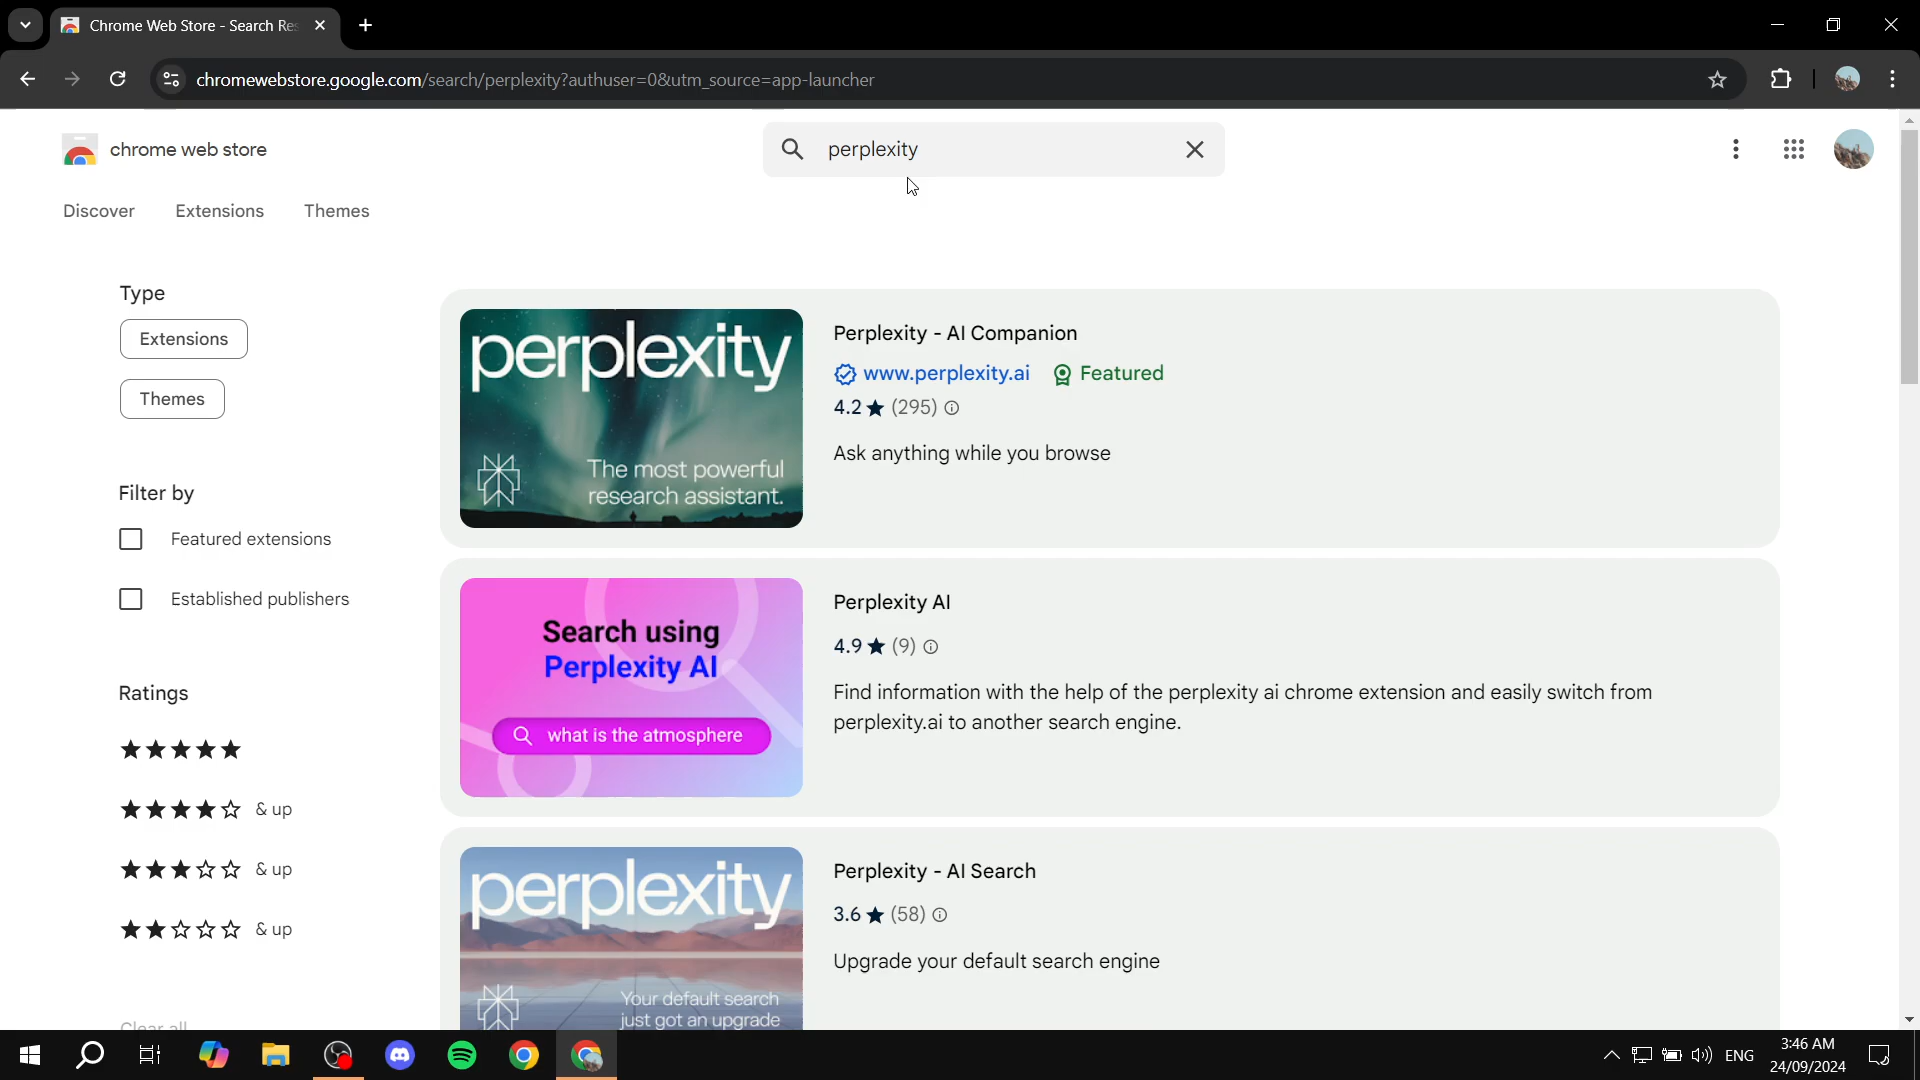 Chrome Web Store - Search Res
chromewebstore.google.com/search/perplexity?authuser=0&utm_source=app-launcher
chrome web store
perplexity
Discover
Extensions
Themes
Type
Extensions
Themes
Filter by
Featured extensions
Established publishers
Ratings
& up
& up
& up
Clear all
perplexity
The most powerful
research assistant.
Perplexity - AI Companion
www.perplexity.ai
Featured
4.2 ★ (295)
Ask anything while you browse
Search using
Perplexity AI
what is the atmosphere
Perplexity AI
4.9 ★ (9)
Find information with the help of the perplexity ai chrome extension and easily switch from
perplexity.ai to another search engine.
perplexity
Your default search
just got an upgrade
Perplexity - AI Search
3.6 ★ (58)
Upgrade your default search engine
ENG
3:46 AM
24/09/2024